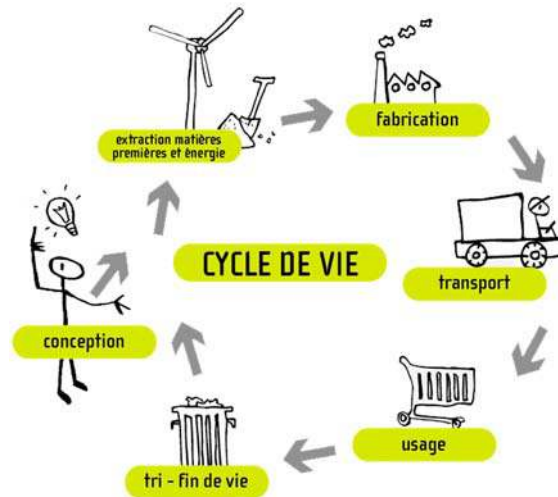 extraction matières
premières et énergie
fabrication
CYCLE DE VIE
transport
conception
usage
tri - fin de vie